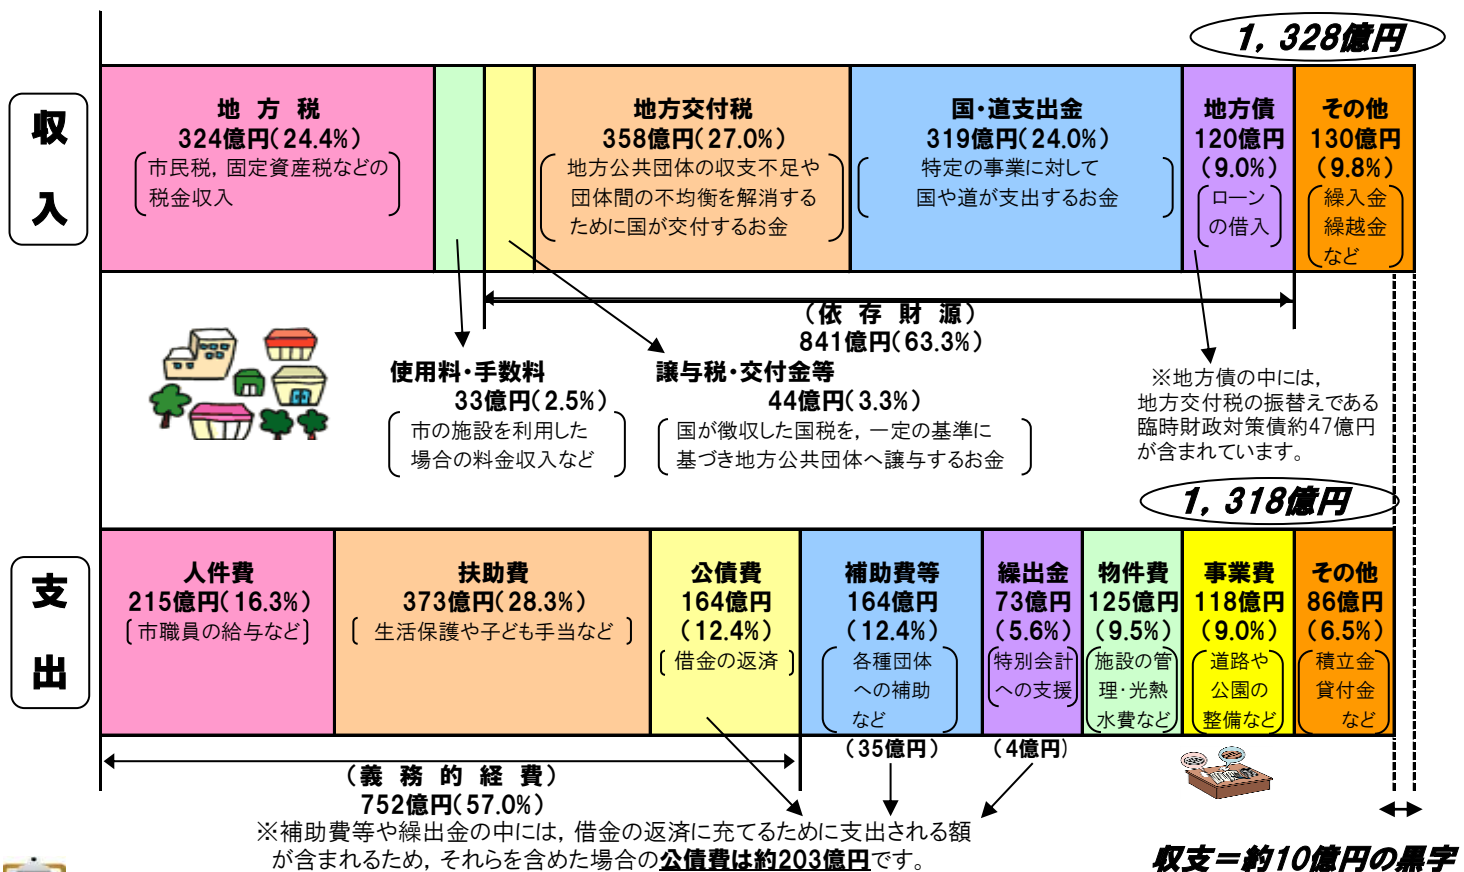 1，328億円
収入
地方税
324億円(24.4%)
市民税，固定資産税などの
税金収入
地方交付税
358億円(27.0%)
地方公共団体の収支不足や
団体間の不均衡を解消する
ために国が交付するお金
国・道支出金
319億円(24.0%)
特定の事業に対して
国や道が支出するお金
地方債
120億円
(9.0%)
ローン
の借入
その他
130億円
(9.8%)
繰入金
繰越金
など
（依存財源）
841億円(63.3%)
使用料・手数料
33億円(2.5%)
市の施設を利用した
場合の料金収入など
譲与税・交付金等
44億円(3.3%)
国が徴収した国税を，一定の基準に
基づき地方公共団体へ譲与するお金
※地方債の中には，
地方交付税の振替えである
臨時財政対策債約47億円
が含まれています。
1，318億円
支出
人件費
215億円(16.3%)
市職員の給与など
扶助費
373億円(28.3%)
生活保護や子ども手当など
公債費
164億円
(12.4%)
借金の返済
補助費等
164億円
(12.4%)
各種団体
への補助
など
（35億円）
繰出金
73億円
(5.6%)
特別会計
への支援
（4億円）
物件費
125億円
(9.5%)
施設の管
理・光熱
水費など
事業費
118億円
(9.0%)
道路や
公園の
整備など
その他
86億円
(6.5%)
積立金
貸付金
など
（義務的経費）
752億円(57.0%)
※補助費等や繰出金の中には，借金の返済に充てるために支出される額
が含まれるため，それらを含めた場合の公債費は約203億円です。
収支＝約10億円の黒字